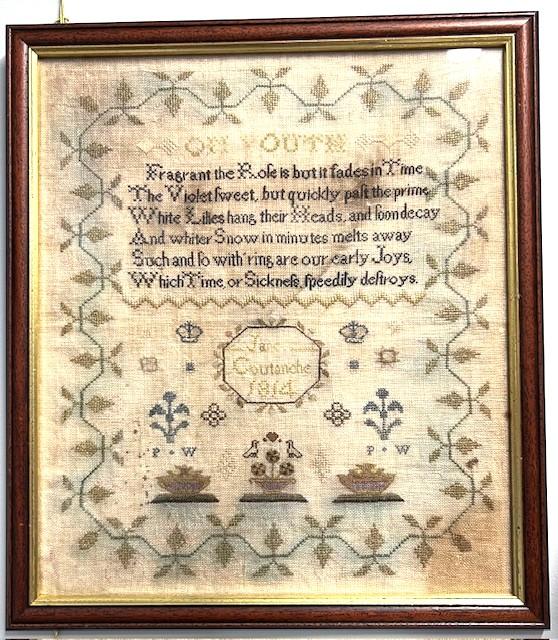 ON YOUTH
Fragrant the Roſe is but it fades in Time
The Violet ſweet, but quickly paſt the prime
White Lilies hang their Heads, and ſoon decay
And whiter Snow in minutes melts away
Such and ſo with'ring are our early Joys,
Which Time, or Sickneſs ſpeedily deſtroys.
Jane
Coutanche
1814
P • W P • W